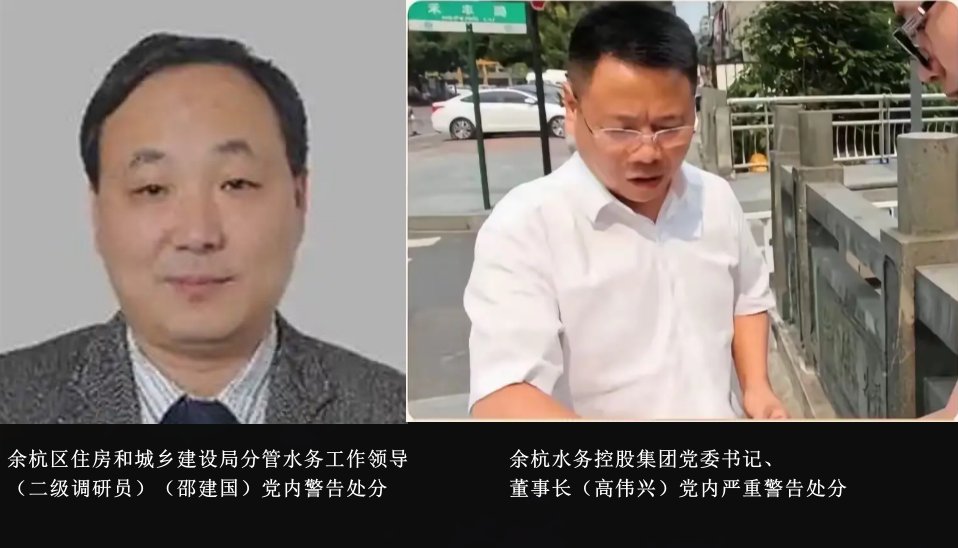 禾丰路
余杭区住房和城乡建设局分管水务工作领导
（二级调研员）（邵建国）党内警告处分
余杭水务控股集团党委书记、
董事长（高伟兴）党内严重警告处分